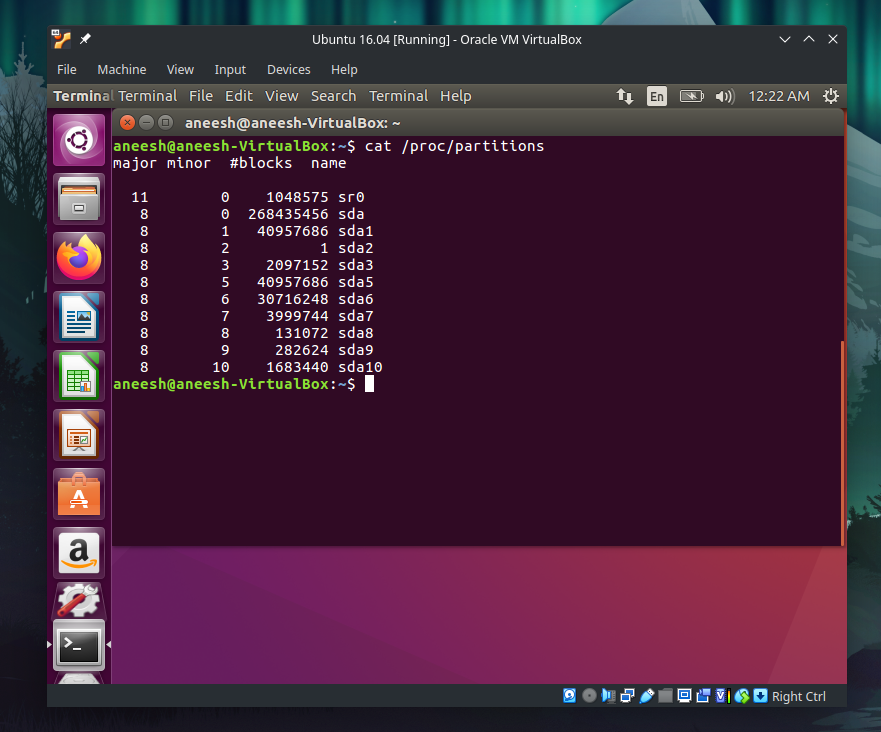 Ubuntu 16.04 [Running] - Oracle VM VirtualBox
File Machine View Input Devices Help
Terminal Terminal File Edit View Search Terminal Help En 12:22 AM
aneesh@aneesh-VirtualBox: ~
aneesh@aneesh-VirtualBox:~$ cat /proc/partitions
major minor  #blocks  name

  11        0    1048575 sr0
   8        0  268435456 sda
   8        1   40957686 sda1
   8        2          1 sda2
   8        3    2097152 sda3
   8        5   40957686 sda5
   8        6   30716248 sda6
   8        7    3999744 sda7
   8        8     131072 sda8
   8        9     282624 sda9
   8       10    1683440 sda10
aneesh@aneesh-VirtualBox:~$
Right Ctrl